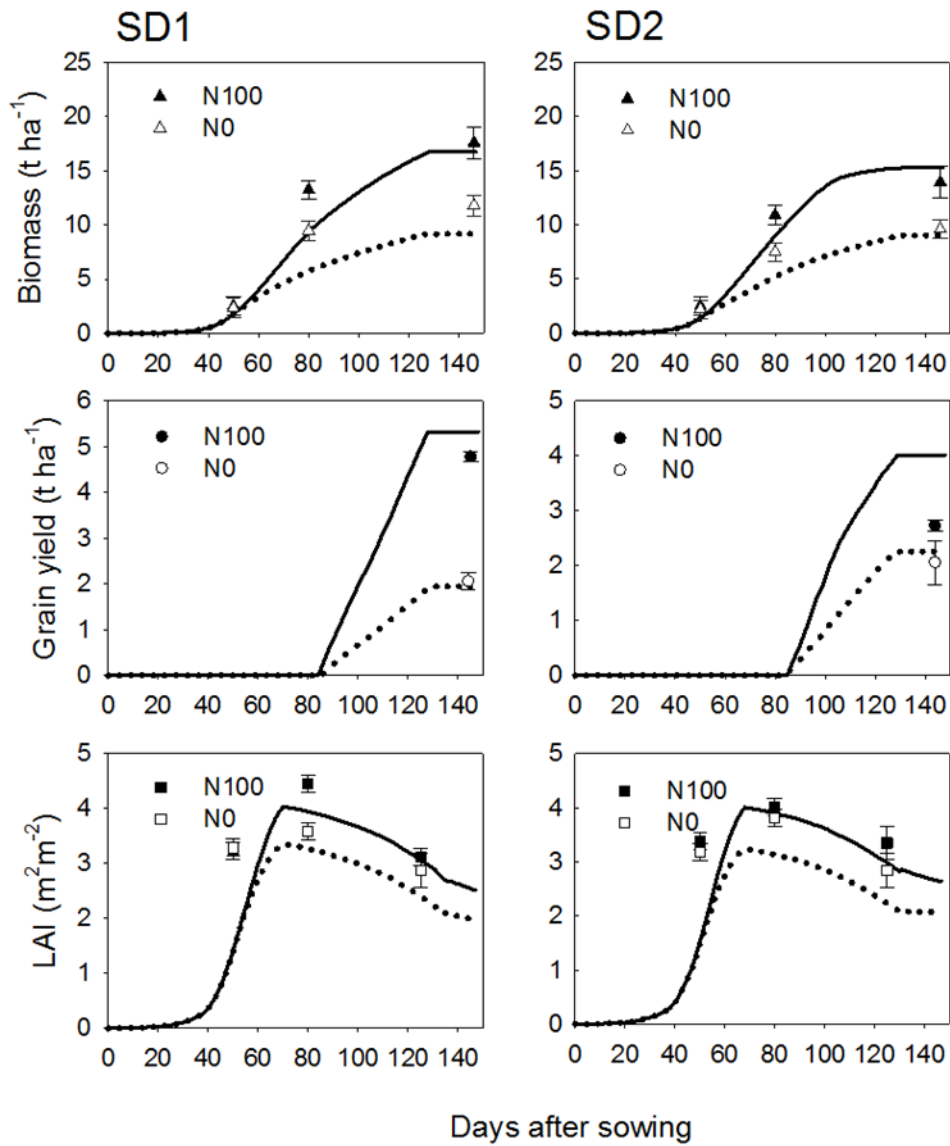 SD1
SD2
Biomass (t ha⁻¹)
25
20
15
10
5
0
N100
N0
0 20 40 60 80 100 120 140
25
20
15
10
5
0
N100
N0
0 20 40 60 80 100 120 140
Grain yield (t ha⁻¹)
6
5
4
3
2
1
0
N100
N0
0 20 40 60 80 100 120 140
5
4
3
2
1
0
N100
N0
0 20 40 60 80 100 120 140
LAI (m²m⁻²)
5
4
3
2
1
0
N100
N0
0 20 40 60 80 100 120 140
5
4
3
2
1
0
N100
N0
0 20 40 60 80 100 120 140
Days after sowing